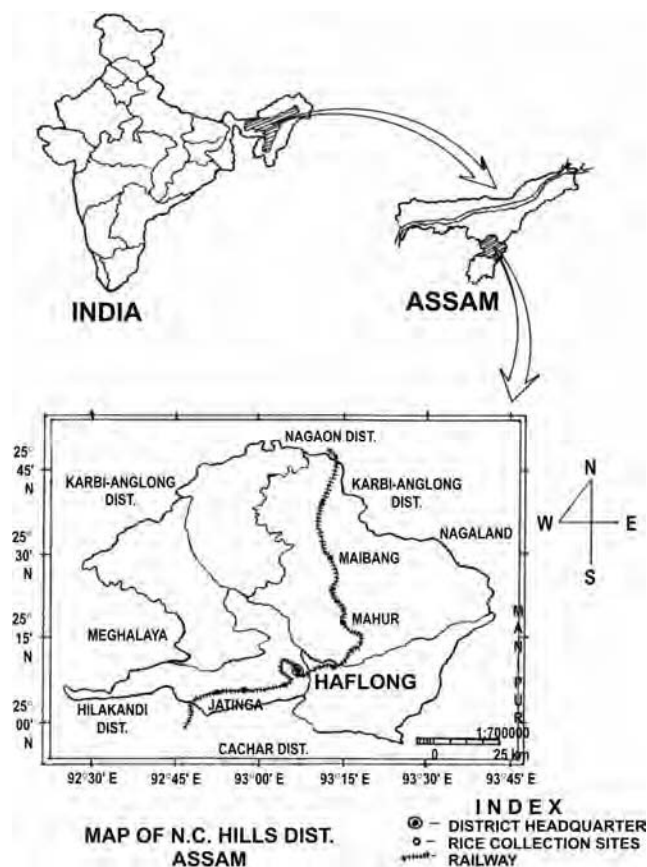 INDIA
ASSAM
NAGAON DIST.
25°
45'
N
KARBI-ANGLONG
DIST.
KARBI-ANGLONG
DIST.
NAGALAND
25°
30'
N
MAIBANG
MAHUR
25°
15'
N
MEGHALAYA
HAFLONG
MANIPUR
HILAKANDI
DIST.
JATINGA
25°
00'
N
CACHAR DIST.
1:700000
0 25 km
92°30' E 92°45' E 93°00' E 93°15' E 93°30' E 93°45' E
N
W E
S
MAP OF N.C. HILLS DIST.
ASSAM
INDEX
– DISTRICT HEADQUARTER
– RICE COLLECTION SITES
– RAILWAY